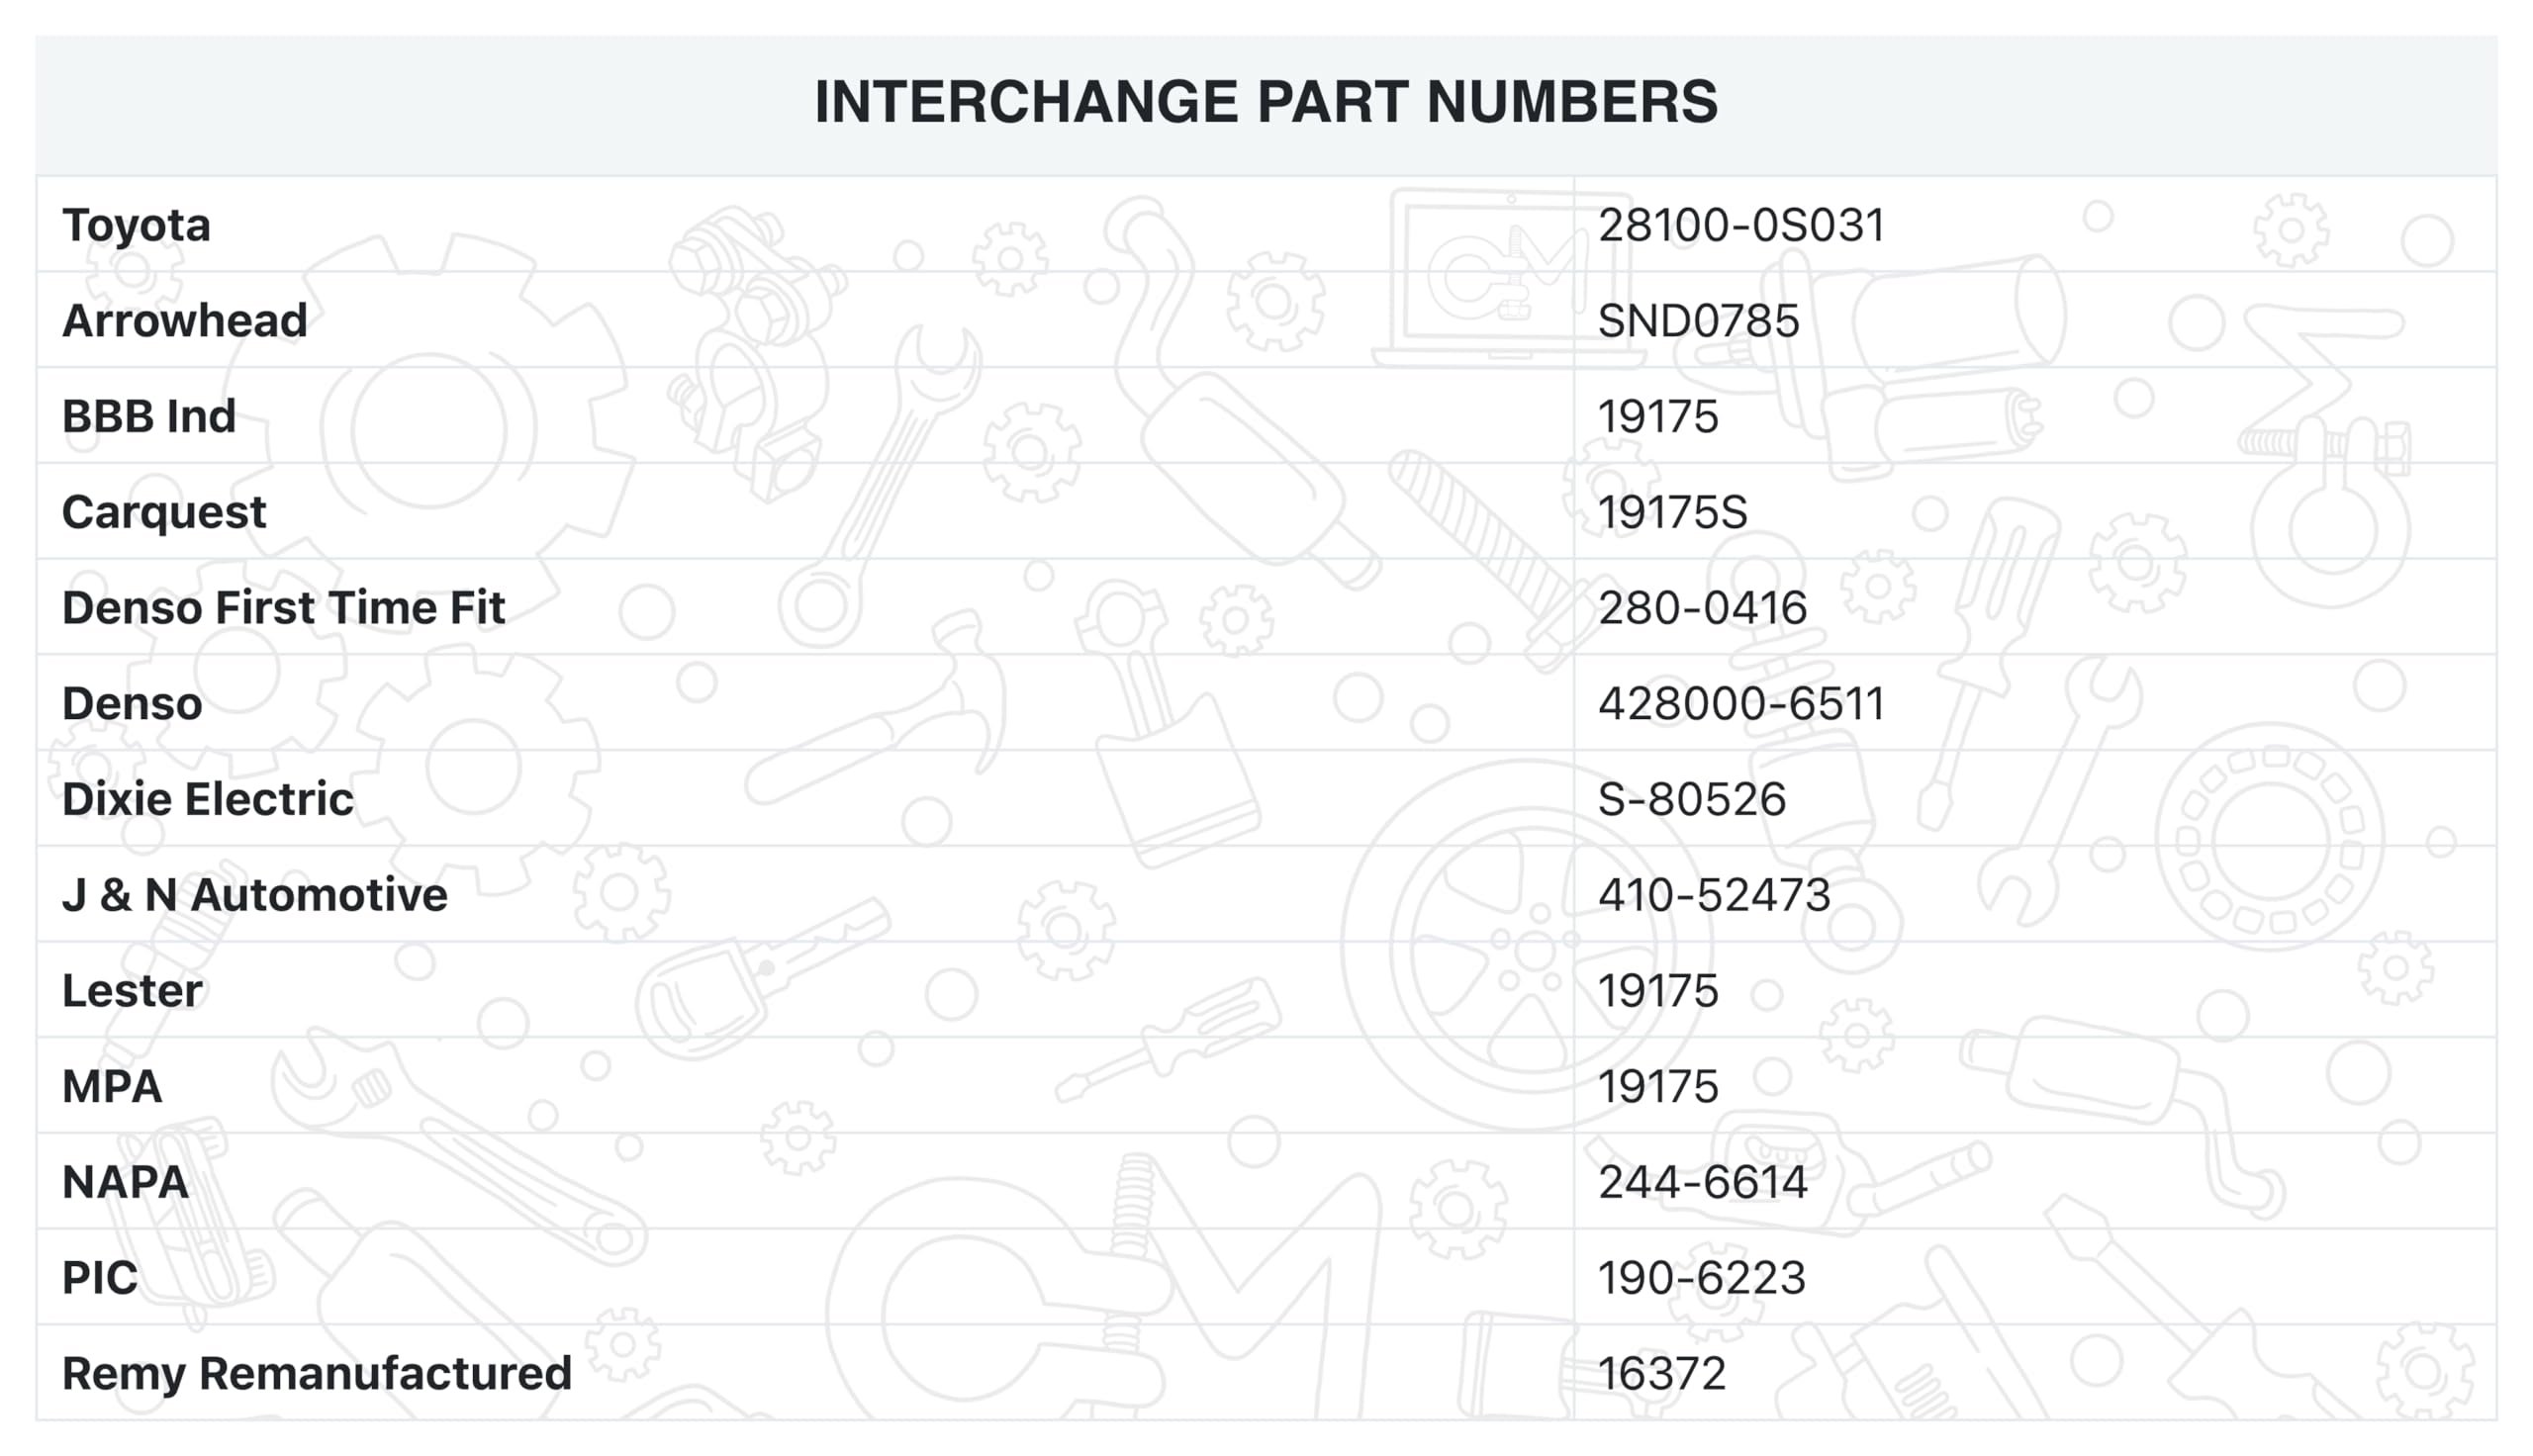 INTERCHANGE PART NUMBERS
Toyota 28100-0S031
Arrowhead SND0785
BBB Ind 19175
Carquest 19175S
Denso First Time Fit 280-0416
Denso 428000-6511
Dixie Electric S-80526
J & N Automotive 410-52473
Lester 19175
MPA 19175
NAPA 244-6614
PIC 190-6223
Remy Remanufactured 16372